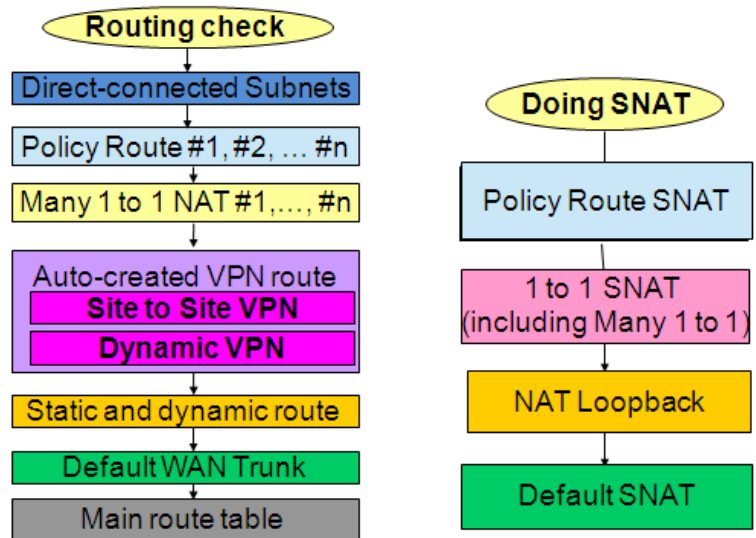 Routing check
Direct-connected Subnets
Policy Route #1, #2, ... #n
Many 1 to 1 NAT #1,..., #n
Auto-created VPN route
Site to Site VPN
Dynamic VPN
Static and dynamic route
Default WAN Trunk
Main route table
Doing SNAT
Policy Route SNAT
1 to 1 SNAT
(including Many 1 to 1)
NAT Loopback
Default SNAT